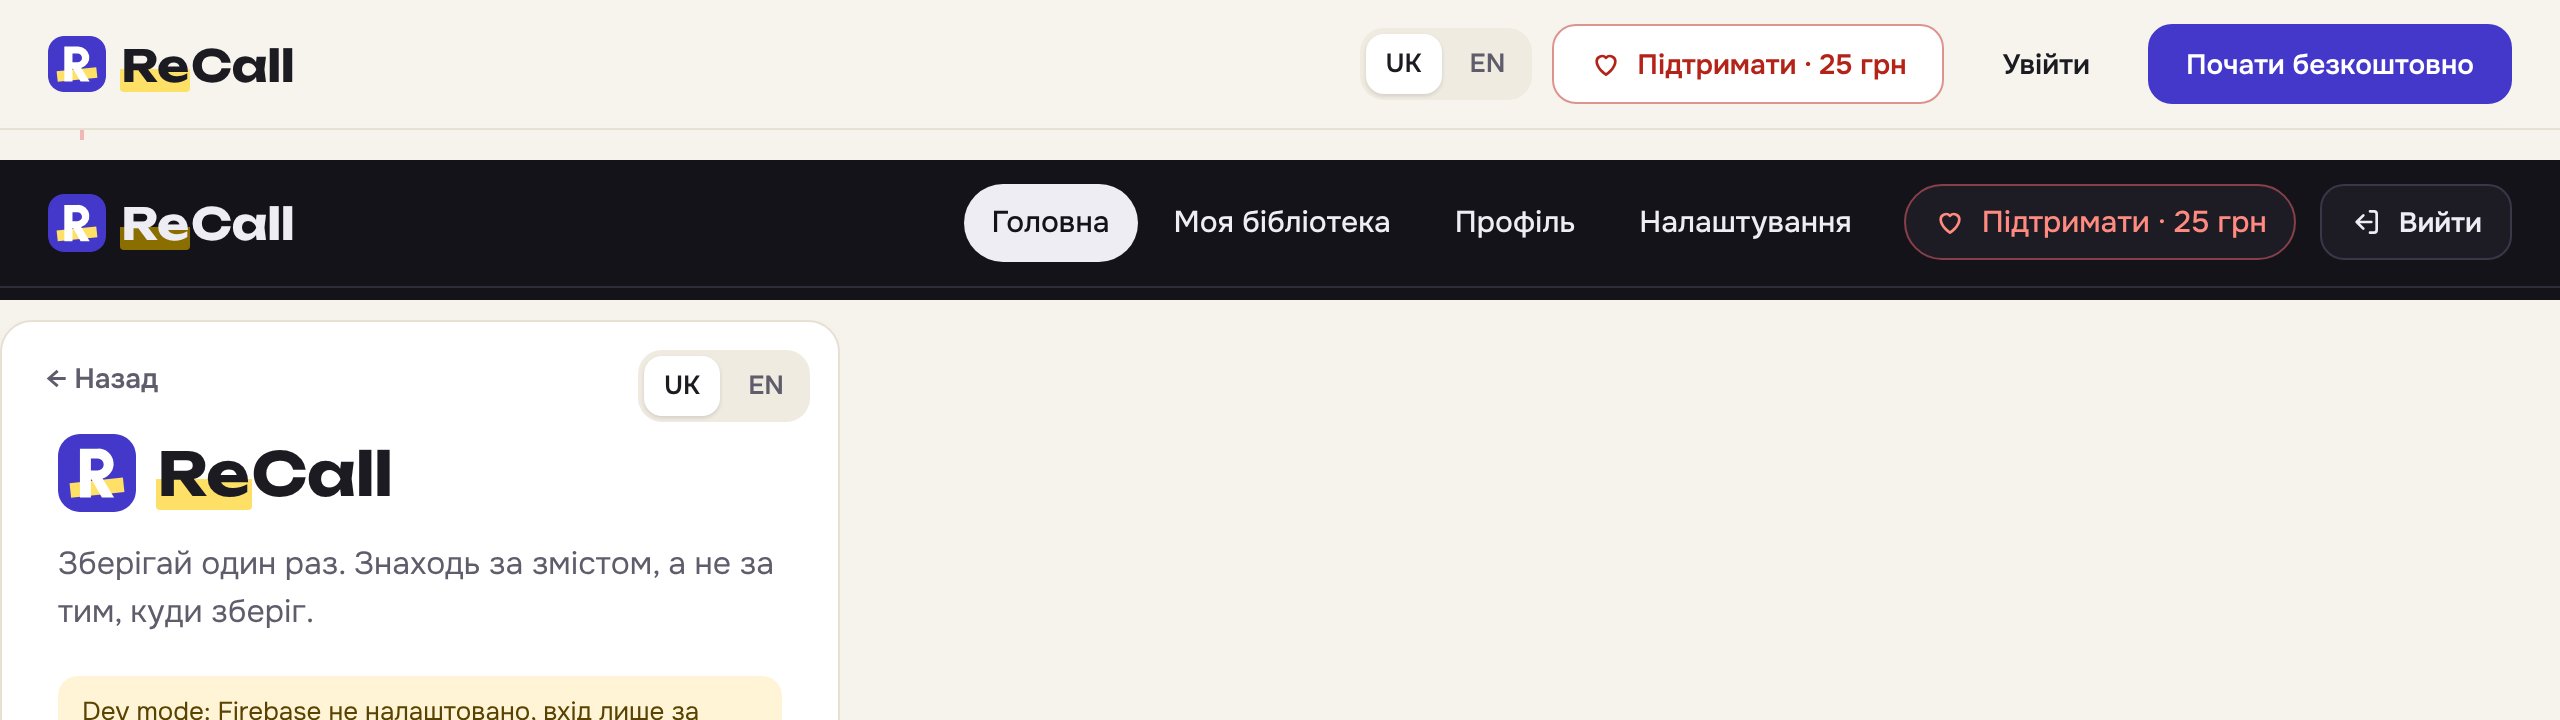 R ReCall
UK EN
Підтримати · 25 грн
Увійти
Почати безкоштовно
R ReCall
Головна
Моя бібліотека
Профіль
Налаштування
Підтримати · 25 грн
Вийти
← Назад
UK EN
R ReCall
Зберігай один раз. Знаходь за змістом, а не за
тим, куди зберіг.
Dev mode: Firebase не налаштовано, вхід лише за